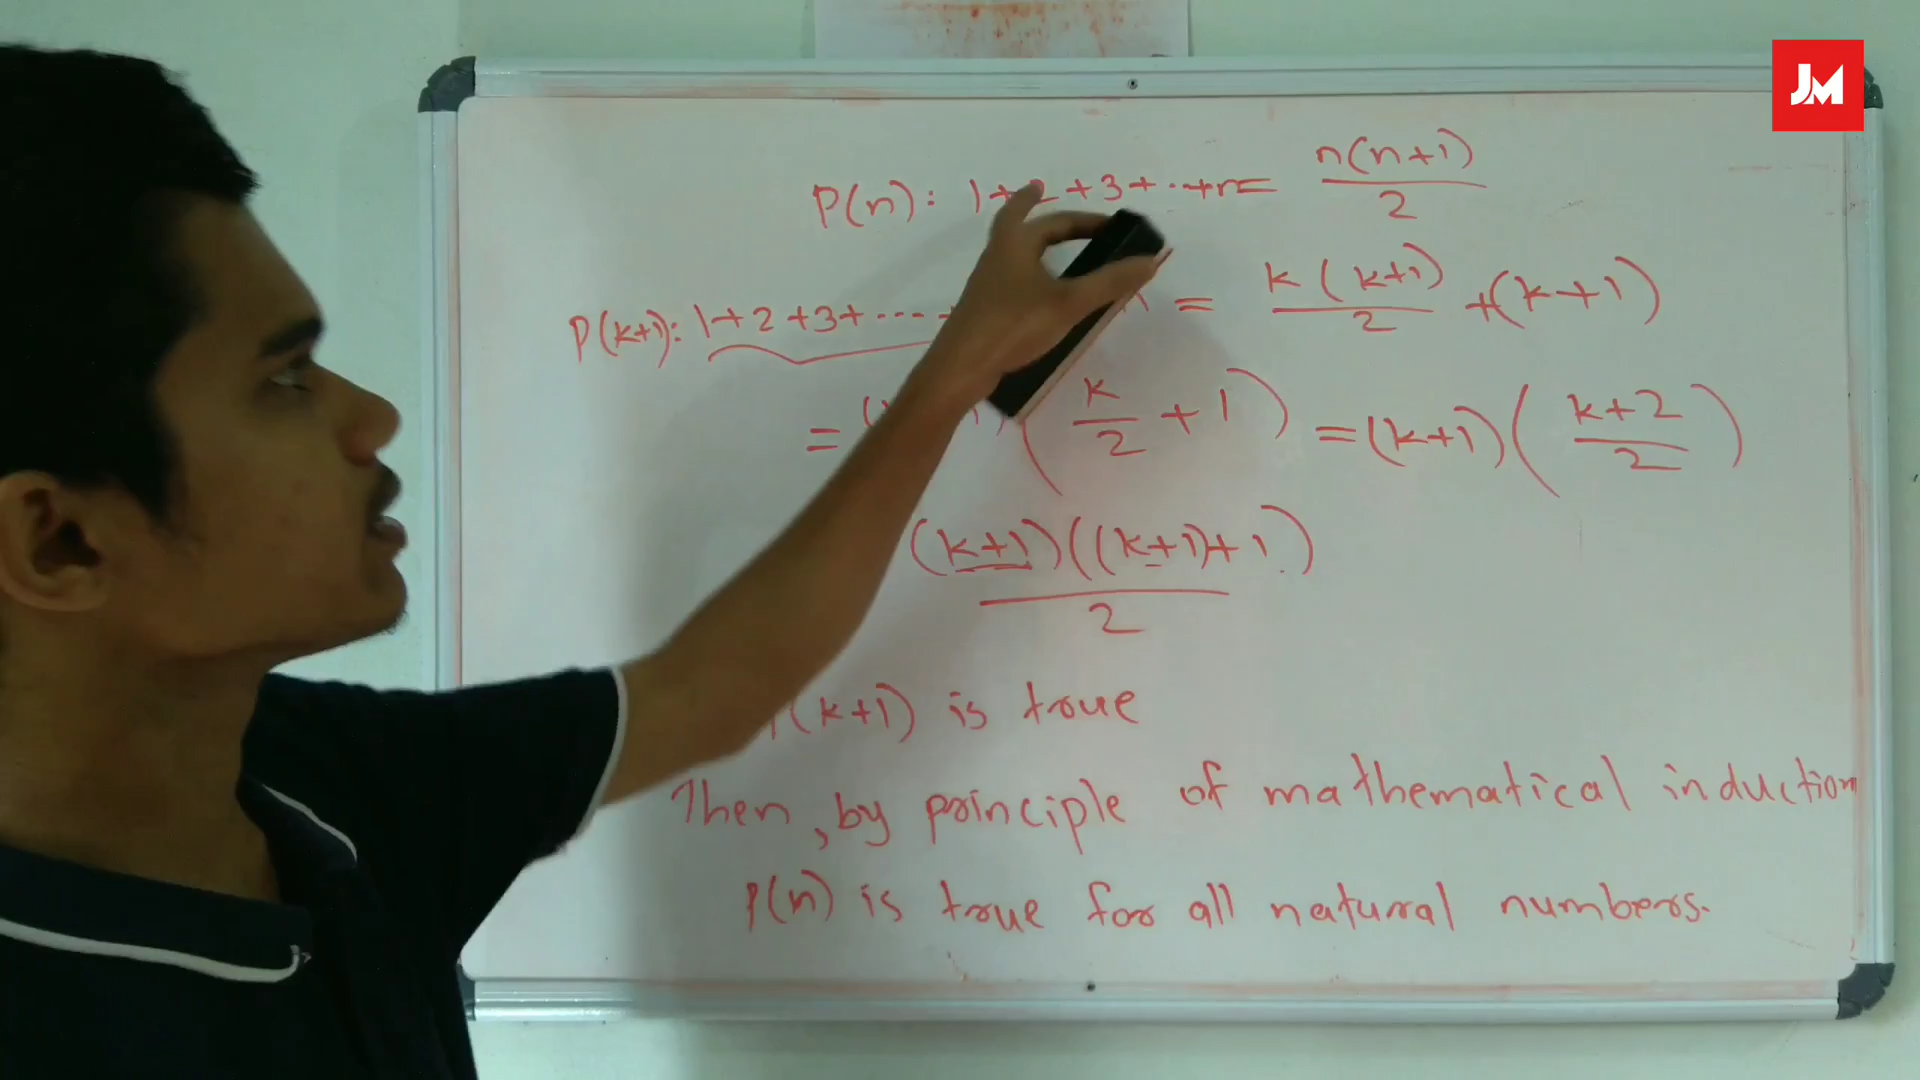 JM
P(n): 1+2+3+..+n= n(n+1)/2
P(k+1): 1+2+3+....+ = k(k+1)/2 +(k+1)
= (k/2 + 1) =(k+1)(k+2/2)
(k+1)((k+1)+1)/2
P(k+1) is true
Then, by principle of mathematical induction
P(n) is true for all natural numbers.